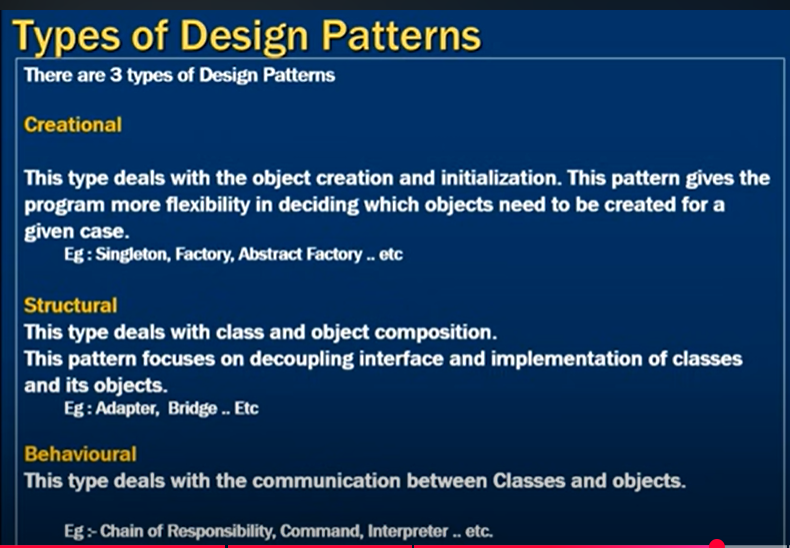 Types of Design Patterns
There are 3 types of Design Patterns
Creational
This type deals with the object creation and initialization. This pattern gives the
program more flexibility in deciding which objects need to be created for a
given case.
Eg : Singleton, Factory, Abstract Factory .. etc
Structural
This type deals with class and object composition.
This pattern focuses on decoupling interface and implementation of classes
and its objects.
Eg : Adapter, Bridge .. Etc
Behavioural
This type deals with the communication between Classes and objects.
Eg :- Chain of Responsibility, Command, Interpreter .. etc.